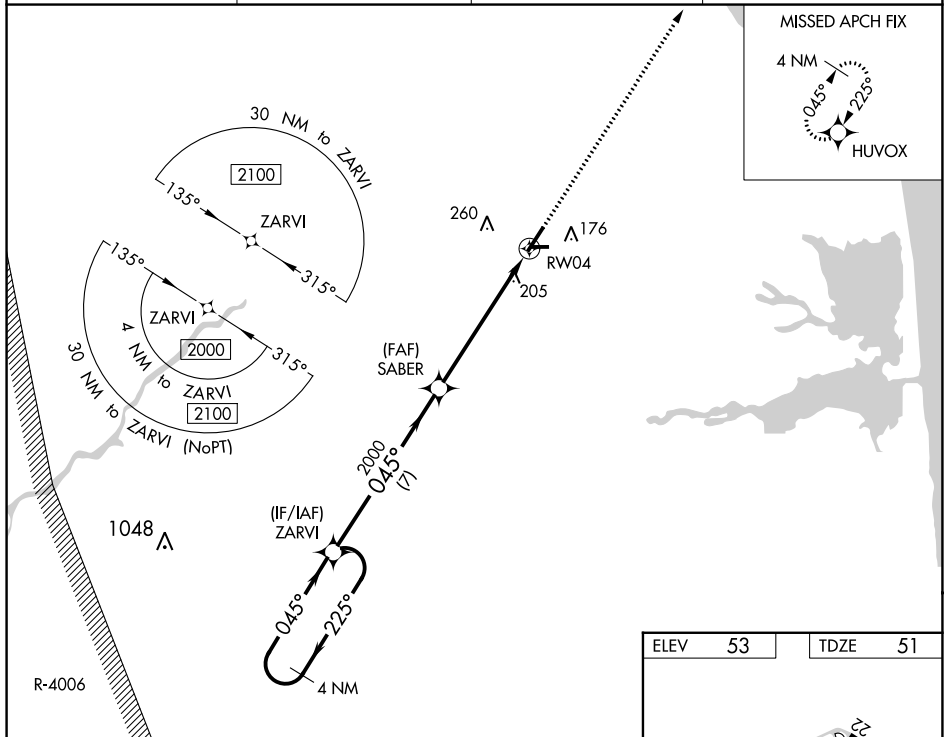 MISSED APCH FIX
4 NM
045°
225°
HUVOX
30 NM to ZARVI
2100
135°
ZARVI
315°
135°
ZARVI
315°
2000
4 NM to ZARVI
2100
30 NM to ZARVI (NoPT)
260
176
RW04
205
(FAF)
SABER
2000
045°
(7)
(IF/IAF)
ZARVI
1048
045°
225°
4 NM
R-4006
ELEV 53
TDZE 51
22